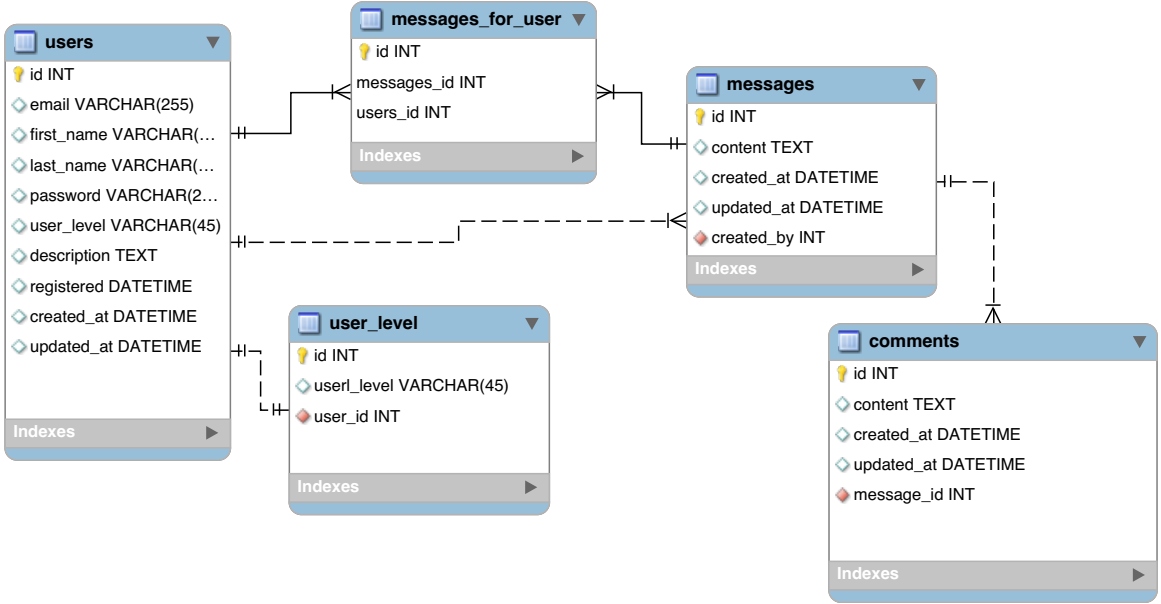 users
id INT
email VARCHAR(255)
first_name VARCHAR(...
last_name VARCHAR(...
password VARCHAR(2...
user_level VARCHAR(45)
description TEXT
registered DATETIME
created_at DATETIME
updated_at DATETIME
Indexes
messages_for_user
id INT
messages_id INT
users_id INT
Indexes
messages
id INT
content TEXT
created_at DATETIME
updated_at DATETIME
created_by INT
Indexes
user_level
id INT
userl_level VARCHAR(45)
user_id INT
Indexes
comments
id INT
content TEXT
created_at DATETIME
updated_at DATETIME
message_id INT
Indexes